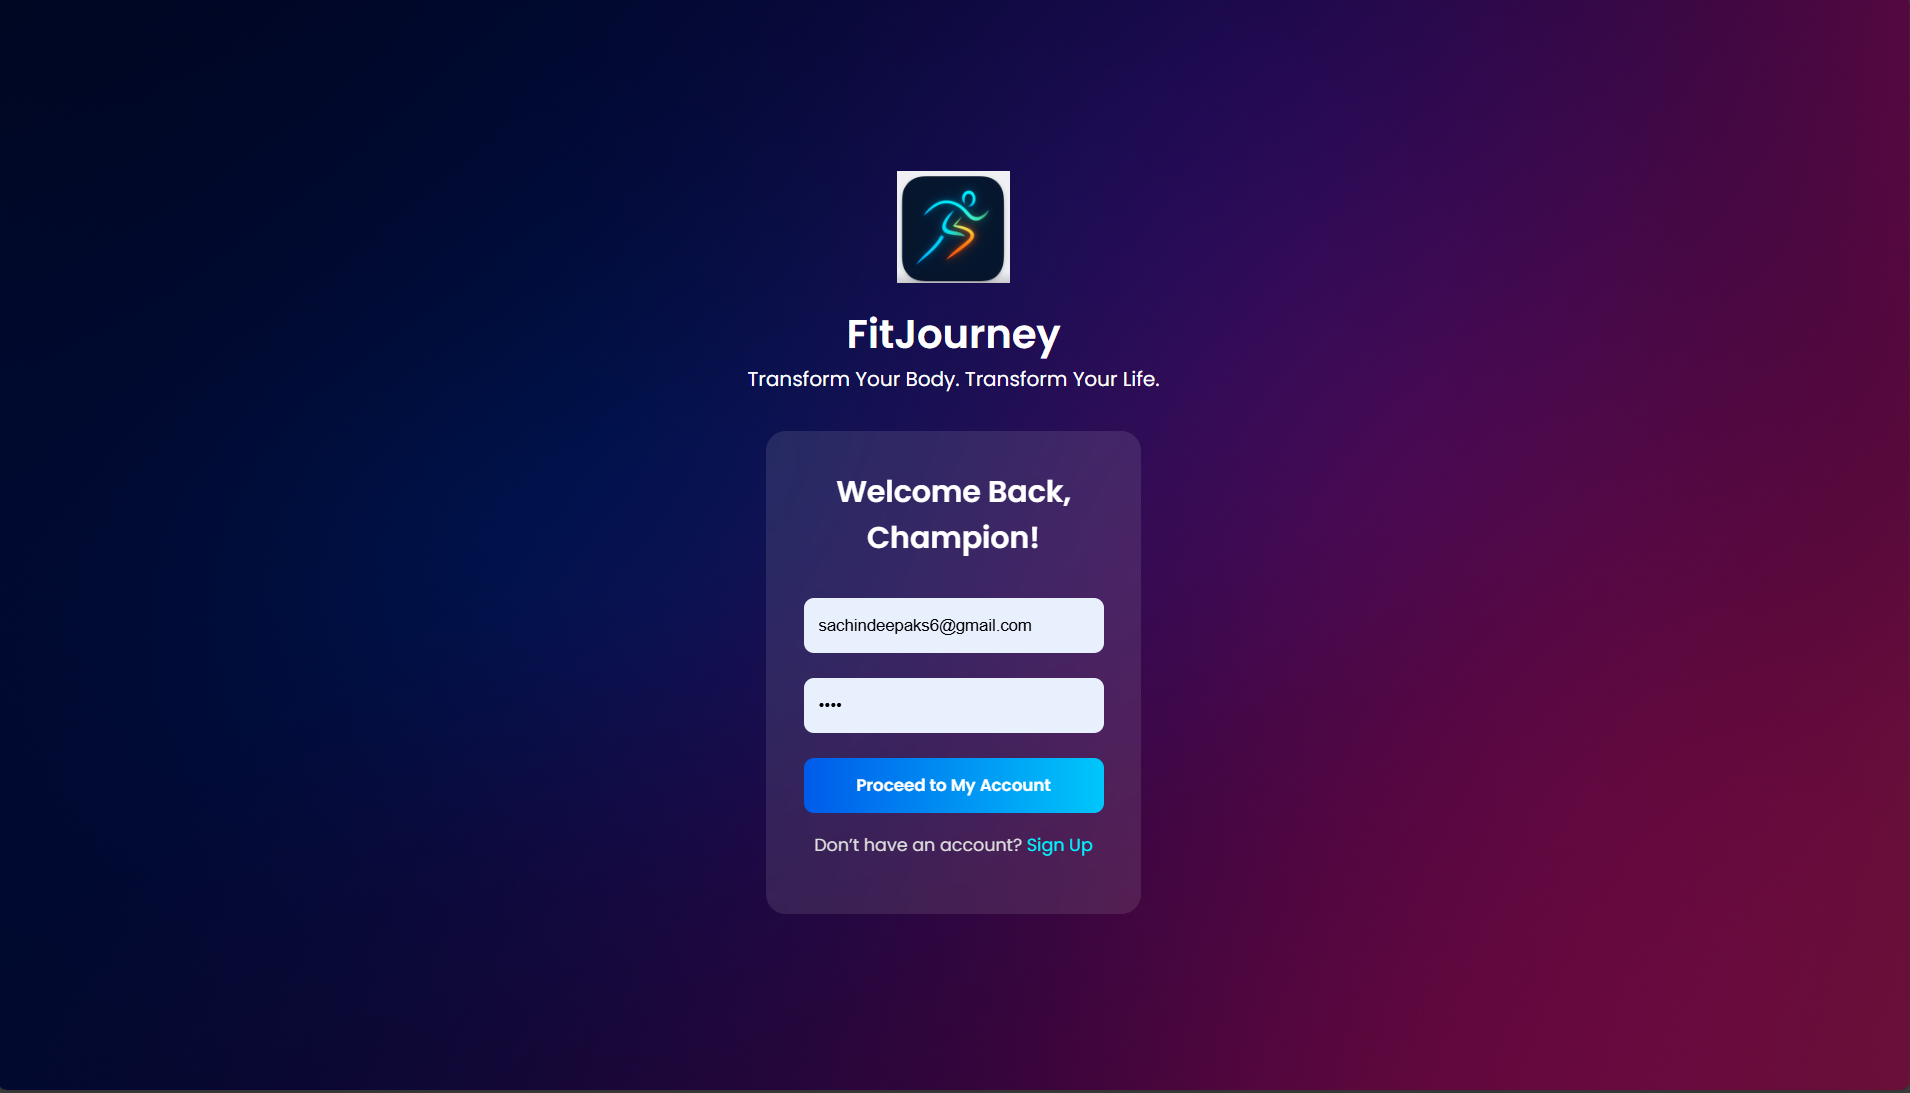 FitJourney
Transform Your Body. Transform Your Life.
Welcome Back,
Champion!
sachindeepaks6@gmail.com
••••
Proceed to My Account
Don’t have an account? Sign Up